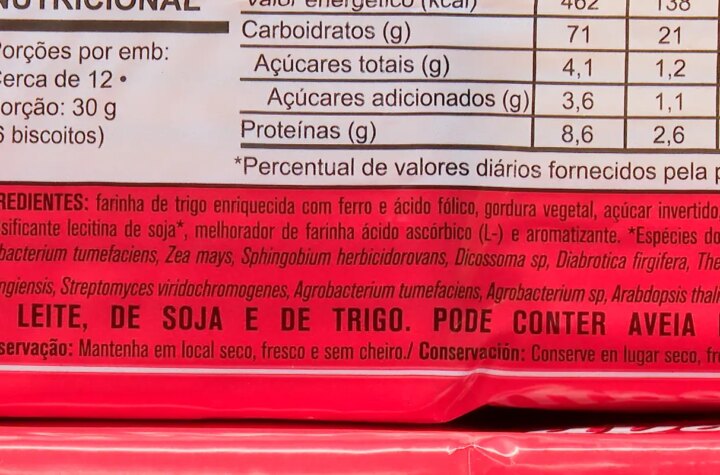 NUTRICIONAL
Valor energético (kcal) 462 138
Porções por emb: Carboidratos (g) 71 21
Cerca de 12 • Açúcares totais (g) 4,1 1,2
orção: 30 g Açúcares adicionados (g) 3,6 1,1
6 biscoitos) Proteínas (g) 8,6 2,6
*Percentual de valores diários fornecidos pela
REDIENTES: farinha de trigo enriquecida com ferro e ácido fólico, gordura vegetal, açúcar invertido
sificante lecitina de soja*, melhorador de farinha ácido ascórbico (L-) e aromatizante. *Espécies do
bacterium tumefaciens, Zea mays, Sphingobium herbicidorovans, Dicossoma sp, Diabrotica firgifera, The
ngiensis, Streptomyces viridochromogenes, Agrobacterium tumefaciens, Agrobacterium sp, Arabdopsis thal
LEITE, DE SOJA E DE TRIGO. PODE CONTER AVEIA
servação: Mantenha em local seco, fresco e sem cheiro./ Conservación: Conserve en lugar seco, fr